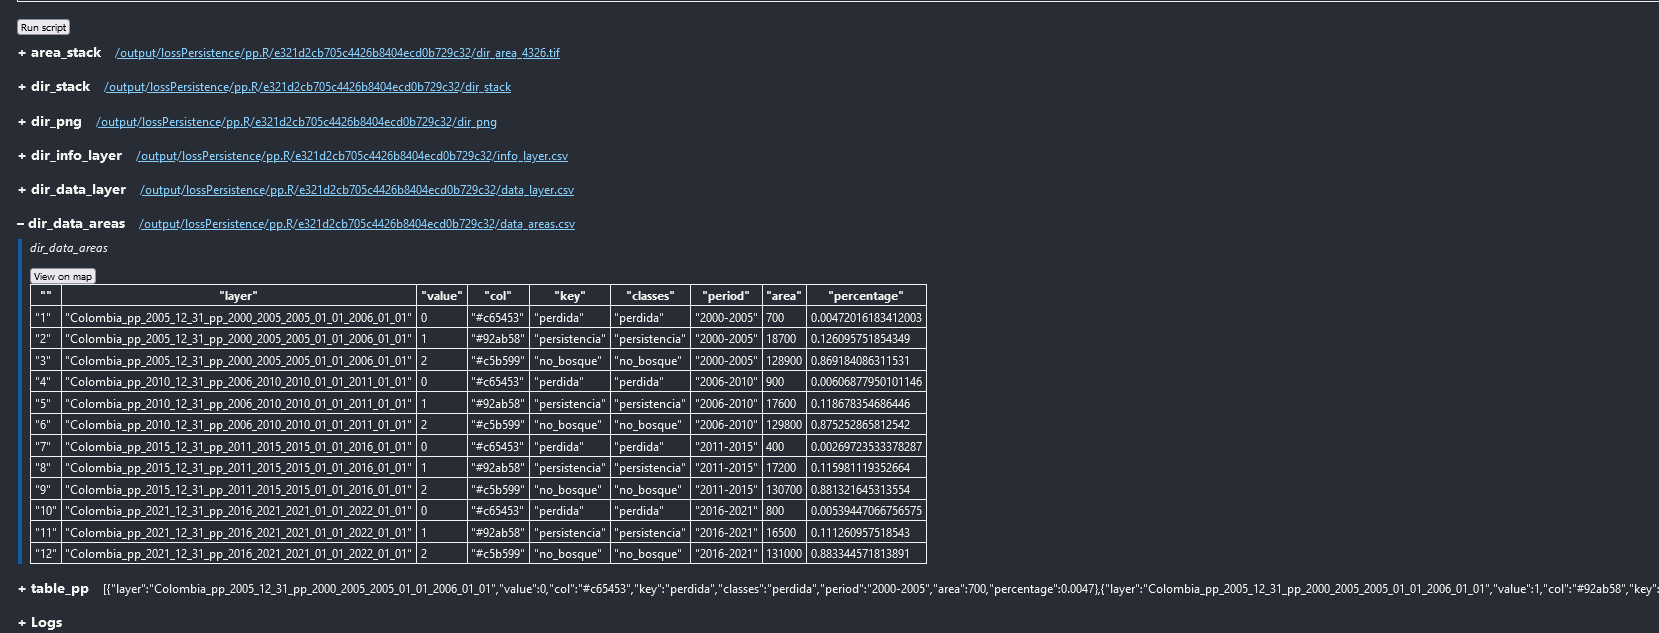 Run script
+ area_stack /output/lossPersistence/pp.R/e321d2cb705c4426b8404ecd0b729c32/dir_area_4326.tif
+ dir_stack /output/lossPersistence/pp.R/e321d2cb705c4426b8404ecd0b729c32/dir_stack
+ dir_png /output/lossPersistence/pp.R/e321d2cb705c4426b8404ecd0b729c32/dir_png
+ dir_info_layer /output/lossPersistence/pp.R/e321d2cb705c4426b8404ecd0b729c32/info_layer.csv
+ dir_data_layer /output/lossPersistence/pp.R/e321d2cb705c4426b8404ecd0b729c32/data_layer.csv
– dir_data_areas /output/lossPersistence/pp.R/e321d2cb705c4426b8404ecd0b729c32/data_areas.csv
dir_data_areas
View on map
"" "layer" "value" "col" "key" "classes" "period" "area" "percentage"
"1" "Colombia_pp_2005_12_31_pp_2000_2005_2005_01_01_2006_01_01" 0 "#c65453" "perdida" "perdida" "2000-2005" 700 0.00472016183412003
"2" "Colombia_pp_2005_12_31_pp_2000_2005_2005_01_01_2006_01_01" 1 "#92ab58" "persistencia" "persistencia" "2000-2005" 18700 0.126095751854349
"3" "Colombia_pp_2005_12_31_pp_2000_2005_2005_01_01_2006_01_01" 2 "#c5b599" "no_bosque" "no_bosque" "2000-2005" 128900 0.869184086311531
"4" "Colombia_pp_2010_12_31_pp_2006_2010_2010_01_01_2011_01_01" 0 "#c65453" "perdida" "perdida" "2006-2010" 900 0.00606877950101146
"5" "Colombia_pp_2010_12_31_pp_2006_2010_2010_01_01_2011_01_01" 1 "#92ab58" "persistencia" "persistencia" "2006-2010" 17600 0.118678354686446
"6" "Colombia_pp_2010_12_31_pp_2006_2010_2010_01_01_2011_01_01" 2 "#c5b599" "no_bosque" "no_bosque" "2006-2010" 129800 0.875252865812542
"7" "Colombia_pp_2015_12_31_pp_2011_2015_2015_01_01_2016_01_01" 0 "#c65453" "perdida" "perdida" "2011-2015" 400 0.00269723533378287
"8" "Colombia_pp_2015_12_31_pp_2011_2015_2015_01_01_2016_01_01" 1 "#92ab58" "persistencia" "persistencia" "2011-2015" 17200 0.115981119352664
"9" "Colombia_pp_2015_12_31_pp_2011_2015_2015_01_01_2016_01_01" 2 "#c5b599" "no_bosque" "no_bosque" "2011-2015" 130700 0.881321645313554
"10" "Colombia_pp_2021_12_31_pp_2016_2021_2021_01_01_2022_01_01" 0 "#c65453" "perdida" "perdida" "2016-2021" 800 0.00539447066756575
"11" "Colombia_pp_2021_12_31_pp_2016_2021_2021_01_01_2022_01_01" 1 "#92ab58" "persistencia" "persistencia" "2016-2021" 16500 0.111260957518543
"12" "Colombia_pp_2021_12_31_pp_2016_2021_2021_01_01_2022_01_01" 2 "#c5b599" "no_bosque" "no_bosque" "2016-2021" 131000 0.883344571813891
+ table_pp [{"layer":"Colombia_pp_2005_12_31_pp_2000_2005_2005_01_01_2006_01_01","value":0,"col":"#c65453","key":"perdida","classes":"perdida","period":"2000-2005","area":700,"percentage":0.0047},{"layer":"Colombia_pp_2005_12_31_pp_2000_2005_2005_01_01_2006_01_01","value":1,"col":"#92ab58","key":
+ Logs